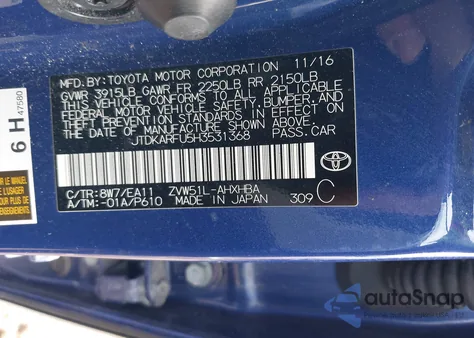 MFD. BY: TOYOTA MOTOR CORPORATION 11/16
GVWR 3915LB GAWR FR 2250LB RR 2150LB
THIS VEHICLE CONFORMS TO ALL APPLICABLE
FEDERAL MOTOR VEHICLE SAFETY, BUMPER, AND
THEFT PREVENTION STANDARDS IN EFFECT ON
THE DATE OF MANUFACTURE SHOWN ABOVE.
JTDKARFU5H3531368 PASS.CAR
C/TR: 8W7/EA11 ZVW51L-AHXHBA
A/TM: -01A/P610 MADE IN JAPAN 309 C
TOYOTA
6 H 47580
autoSnap